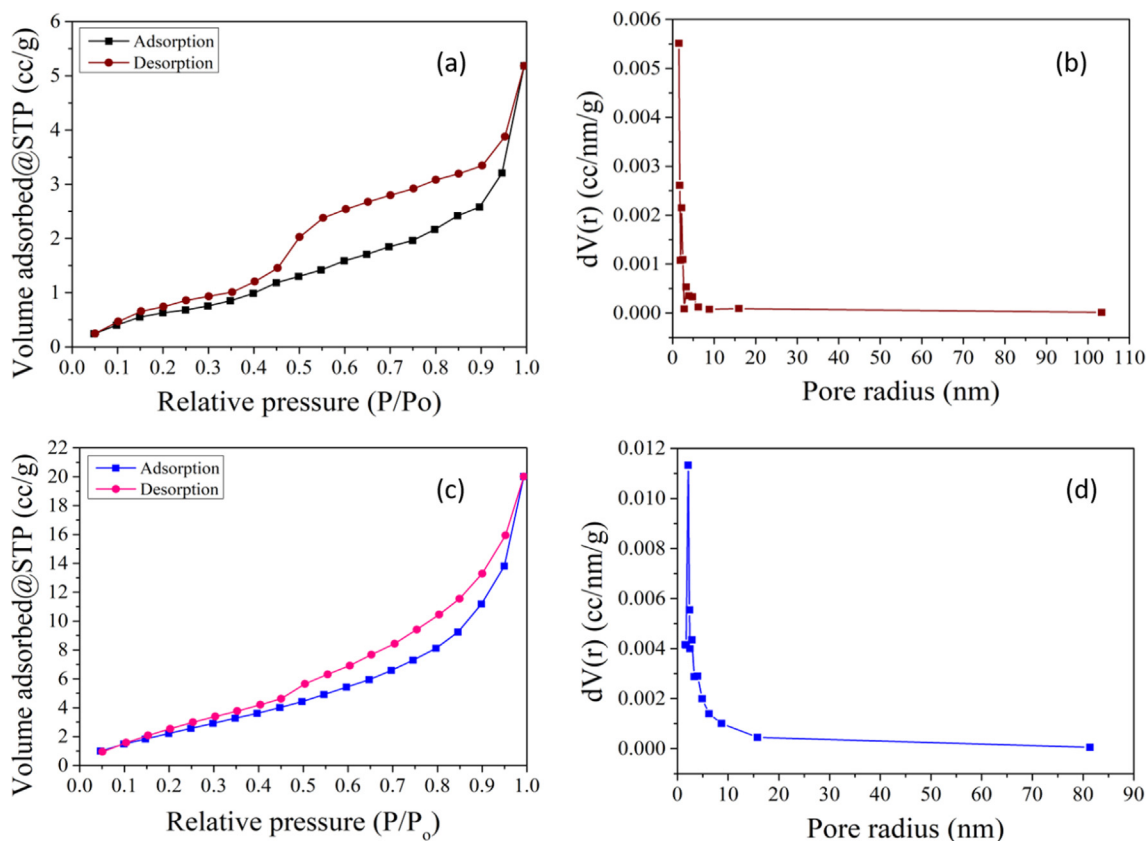 Volume adsorbed@STP (cc/g)
6
5
4
3
2
1
0
Adsorption
Desorption
(a)
0.0 0.1 0.2 0.3 0.4 0.5 0.6 0.7 0.8 0.9 1.0
Relative pressure (P/Po)
dV(r) (cc/nm/g)
0.006
0.005
0.004
0.003
0.002
0.001
0.000
(b)
0 10 20 30 40 50 60 70 80 90 100 110
Pore radius (nm)
Volume adsorbed@STP (cc/g)
22
20
18
16
14
12
10
8
6
4
2
0
Adsorption
Desorption
(c)
0.0 0.1 0.2 0.3 0.4 0.5 0.6 0.7 0.8 0.9 1.0
Relative pressure (P/Po)
dV(r) (cc/nm/g)
0.012
0.010
0.008
0.006
0.004
0.002
0.000
(d)
0 10 20 30 40 50 60 70 80 90
Pore radius (nm)